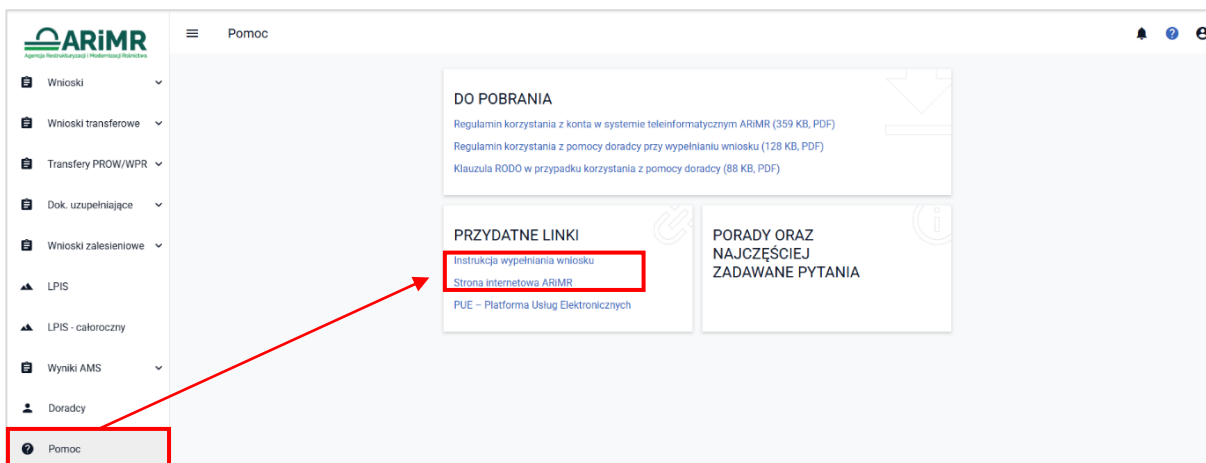 ARiMR
Agencja Restrukturyzacji i Modernizacji Rolnictwa
Pomoc
Wnioski
Wnioski transferowe
Transfery PROW/WPR
Dok. uzupełniające
Wnioski zalesieniowe
LPIS
LPIS - całoroczny
Wyniki AMS
Doradcy
Pomoc
DO POBRANIA
Regulamin korzystania z konta w systemie teleinformatycznym ARiMR (359 KB, PDF)
Regulamin korzystania z pomocy doradcy przy wypełnianiu wniosku (128 KB, PDF)
Klauzula RODO w przypadku korzystania z pomocy doradcy (88 KB, PDF)
PRZYDATNE LINKI
Instrukcja wypełniania wniosku
Strona internetowa ARiMR
PUE – Platforma Usług Elektronicznych
PORADY ORAZ
NAJCZĘŚCIEJ
ZADAWANE PYTANIA